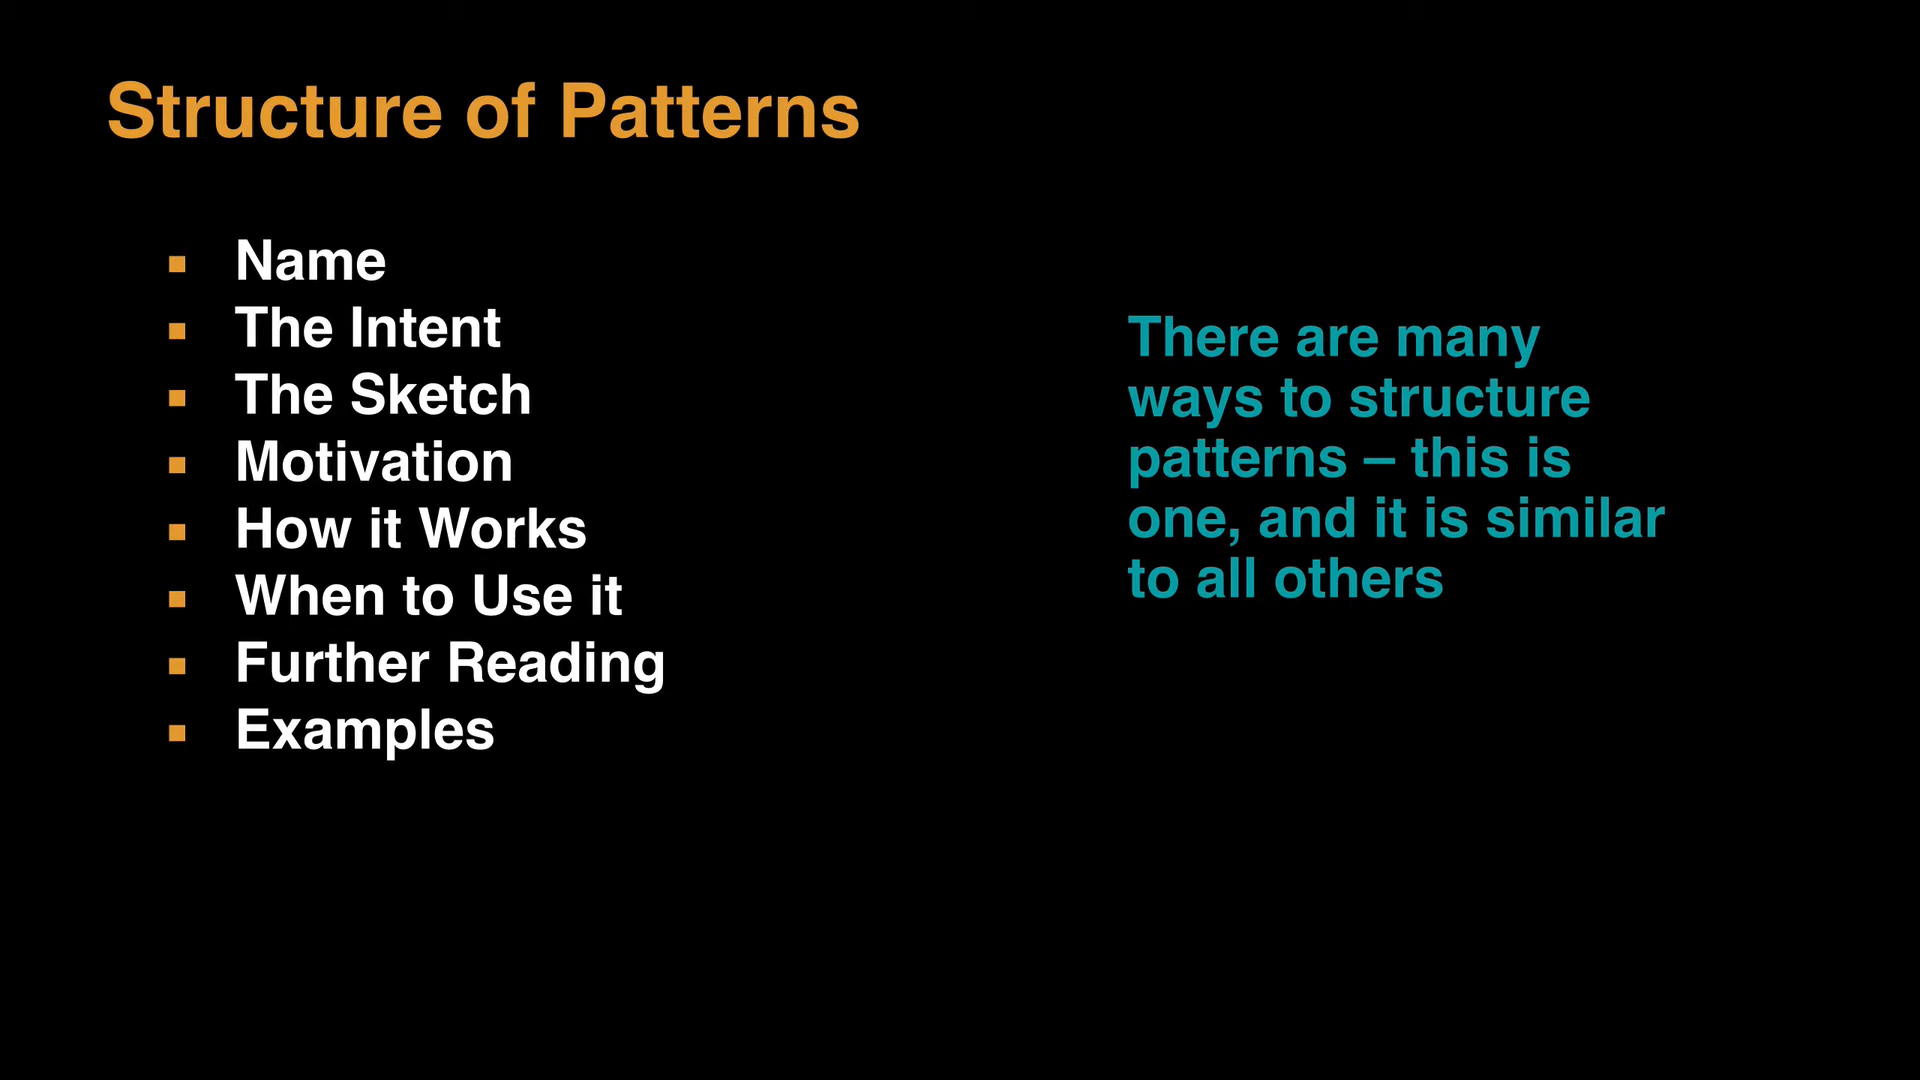 Structure of Patterns
Name
The Intent
The Sketch
Motivation
How it Works
When to Use it
Further Reading
Examples
There are many
ways to structure
patterns – this is
one, and it is similar
to all others